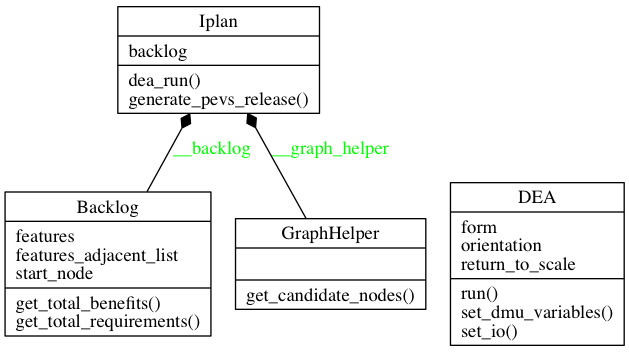 Iplan
backlog
dea_run()
generate_pevs_release()
__backlog
__graph_helper
Backlog
features
features_adjacent_list
start_node
get_total_benefits()
get_total_requirements()
GraphHelper
get_candidate_nodes()
DEA
form
orientation
return_to_scale
run()
set_dmu_variables()
set_io()